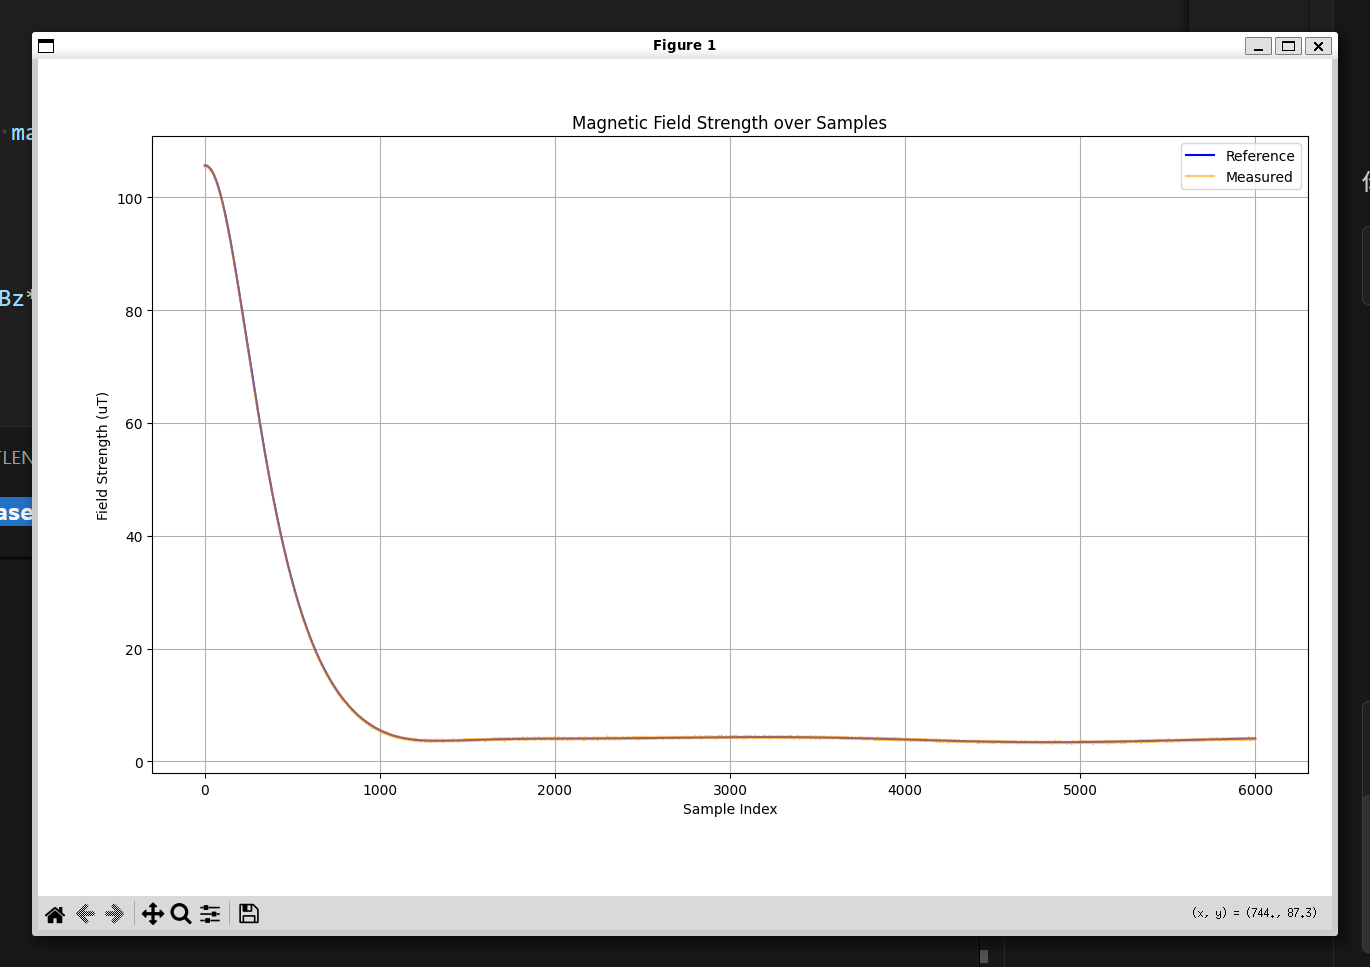 Figure 1
ma
Bz*
TLEN
ase
Magnetic Field Strength over Samples
Reference
Measured
100
80
60
40
20
0
Field Strength (uT)
0 1000 2000 3000 4000 5000 6000
Sample Index
(x, y) = (744., 87.3)